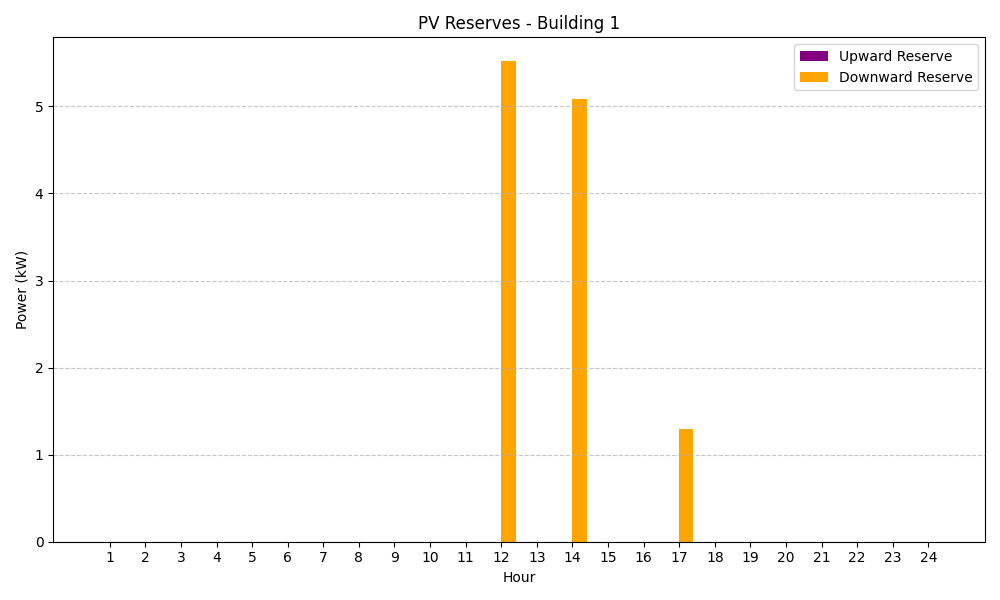 PV Reserves - Building 1
Upward Reserve
Downward Reserve
Power (kW)
5
4
3
2
1
0
1 2 3 4 5 6 7 8 9 10 11 12 13 14 15 16 17 18 19 20 21 22 23 24
Hour